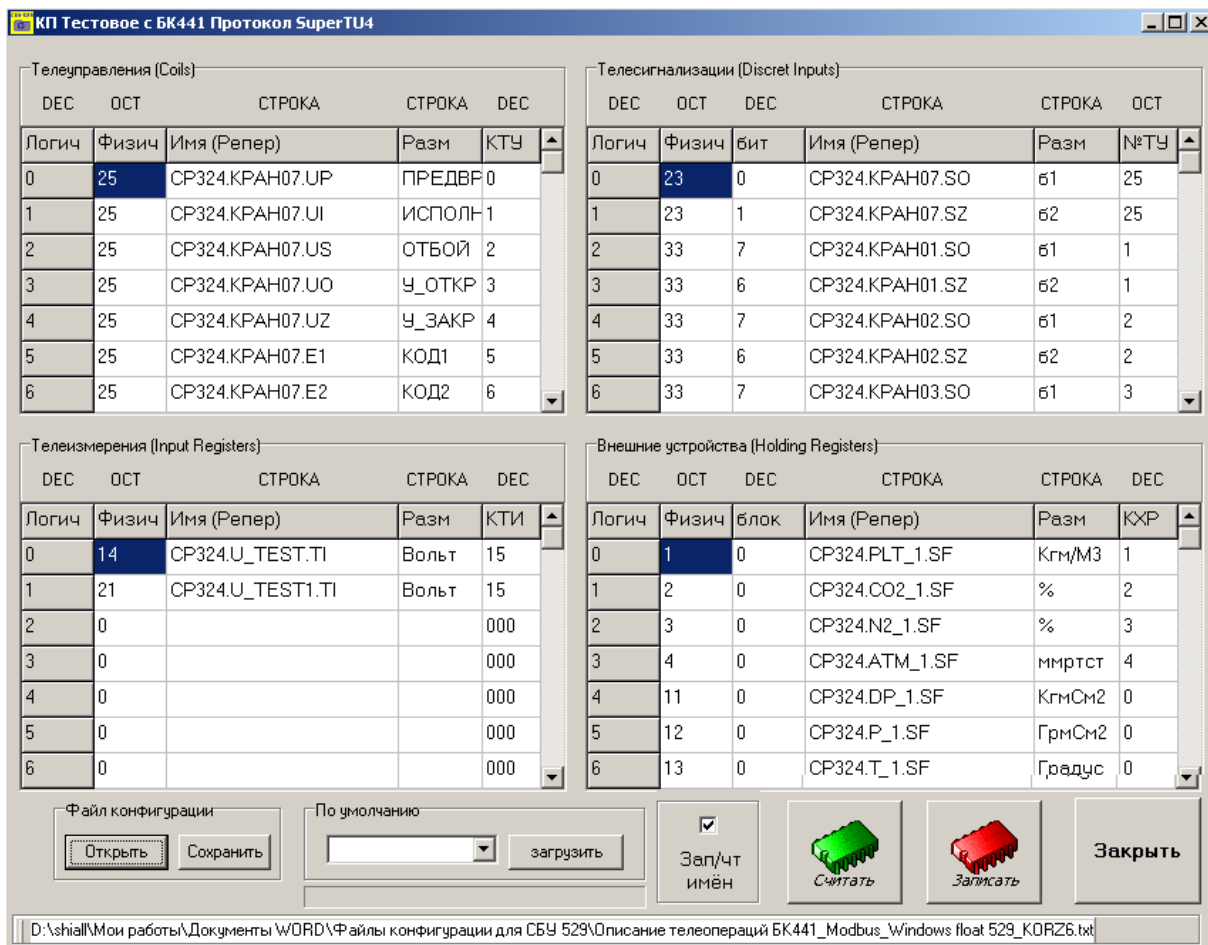 КП Тестовое с БК441 Протокол SuperTU4
Телеуправления (Coils)
DEC ОСТ СТРОКА СТРОКА DEC
Логич Физич Имя (Репер) Разм КТУ
0 25 CP324.KPAH07.UP ПРЕДВР 0
1 25 CP324.KPAH07.UI ИСПОЛН 1
2 25 CP324.KPAH07.US ОТБОЙ 2
3 25 CP324.KPAH07.UO У_ОТКР 3
4 25 CP324.KPAH07.UZ У_ЗАКР 4
5 25 CP324.KPAH07.E1 КОД1 5
6 25 CP324.KPAH07.E2 КОД2 6
Телесигнализации (Discret Inputs)
DEC ОСТ DEC СТРОКА СТРОКА ОСТ
Логич Физич бит Имя (Репер) Разм №ТУ
0 23 0 CP324.KPAH07.SO б1 25
1 23 1 CP324.KPAH07.SZ б2 25
2 33 7 CP324.KPAH01.SO б1 1
3 33 6 CP324.KPAH01.SZ б2 1
4 33 7 CP324.KPAH02.SO б1 2
5 33 6 CP324.KPAH02.SZ б2 2
6 33 7 CP324.KPAH03.SO б1 3
Телеизмерения (Input Registers)
DEC ОСТ СТРОКА СТРОКА DEC
Логич Физич Имя (Репер) Разм КТИ
0 14 CP324.U_TEST.TI Вольт 15
1 21 CP324.U_TEST1.TI Вольт 15
2 0 000
3 0 000
4 0 000
5 0 000
6 0 000
Внешние устройства (Holding Registers)
DEC ОСТ DEC СТРОКА СТРОКА DEC
Логич Физич блок Имя (Репер) Разм КХР
0 1 0 CP324.PLT_1.SF Кгм/М3 1
1 2 0 CP324.CO2_1.SF % 2
2 3 0 CP324.N2_1.SF % 3
3 4 0 CP324.ATM_1.SF ммртст 4
4 11 0 CP324.DP_1.SF КгмСм2 0
5 12 0 CP324.P_1.SF ГрмСм2 0
6 13 0 CP324.T_1.SF Градус 0
Файл конфигурации
Открыть Сохранить
По умолчанию
загрузить
Зап/чт
имён
Считать
Записать
Закрыть
D:\shiall\Мои работы\Документы WORD\Файлы конфигурации для СБУ 529\Описание телеопераций БК441_Modbus_Windows float 529_KORZ6.txt